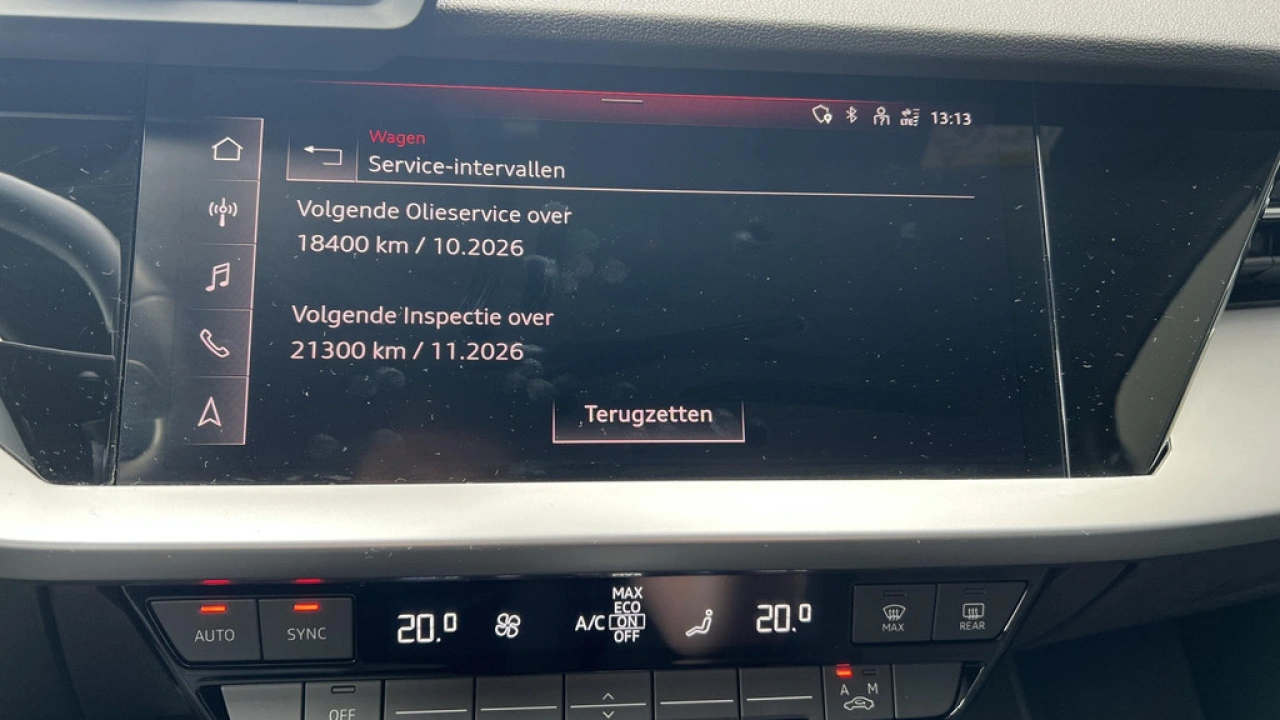 13:13
Wagen
Service-intervallen
Volgende Olieservice over
18400 km / 10.2026
Volgende Inspectie over
21300 km / 11.2026
Terugzetten
AUTO
SYNC
20.0
A/C
MAX
ECO
ON
OFF
20.0
MAX
REAR
OFF
A M